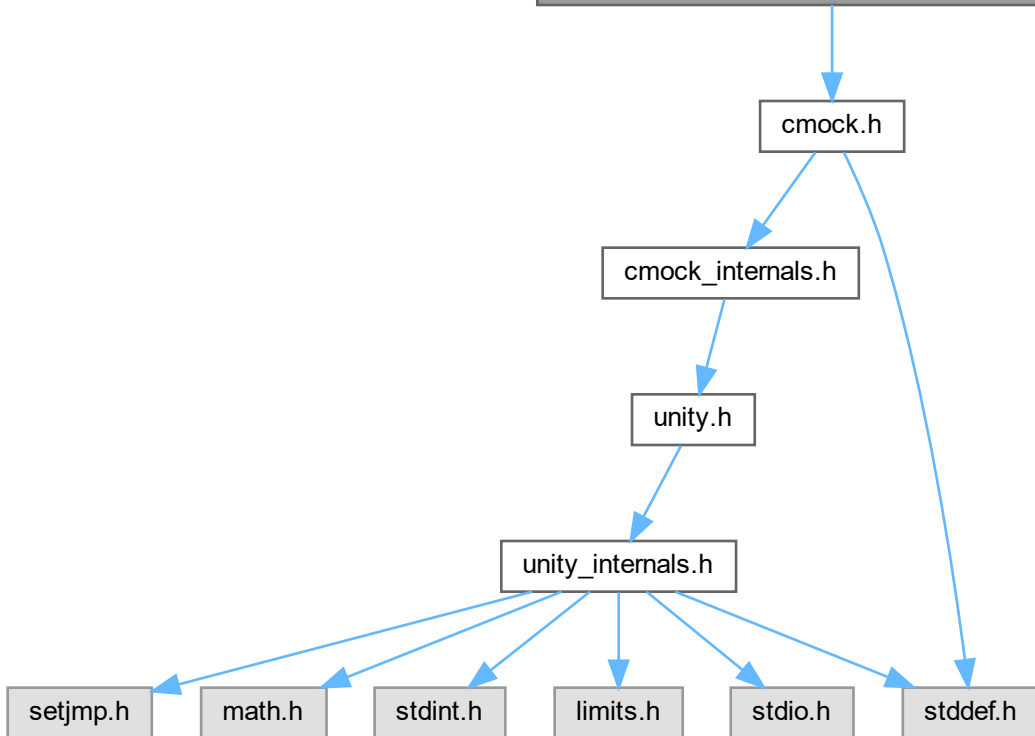 cmock.h
cmock_internals.h
unity.h
unity_internals.h
setjmp.h
math.h
stdint.h
limits.h
stdio.h
stddef.h